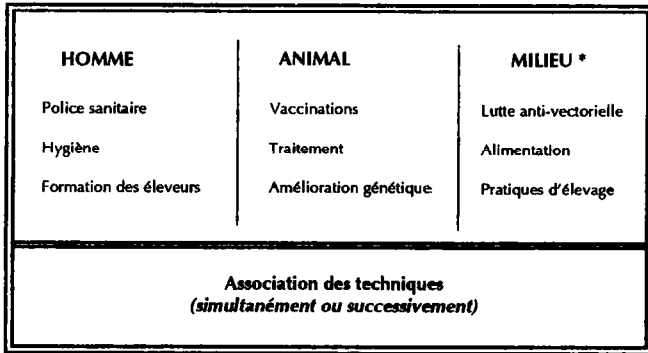 HOMME ANIMAL MILIEU *
Police sanitaire Vaccinations Lutte anti-vectorielle
Hygiène Traitement Alimentation
Formation des éleveurs Amélioration génétique Pratiques d'élevage
Association des techniques
(simultanément ou successivement)